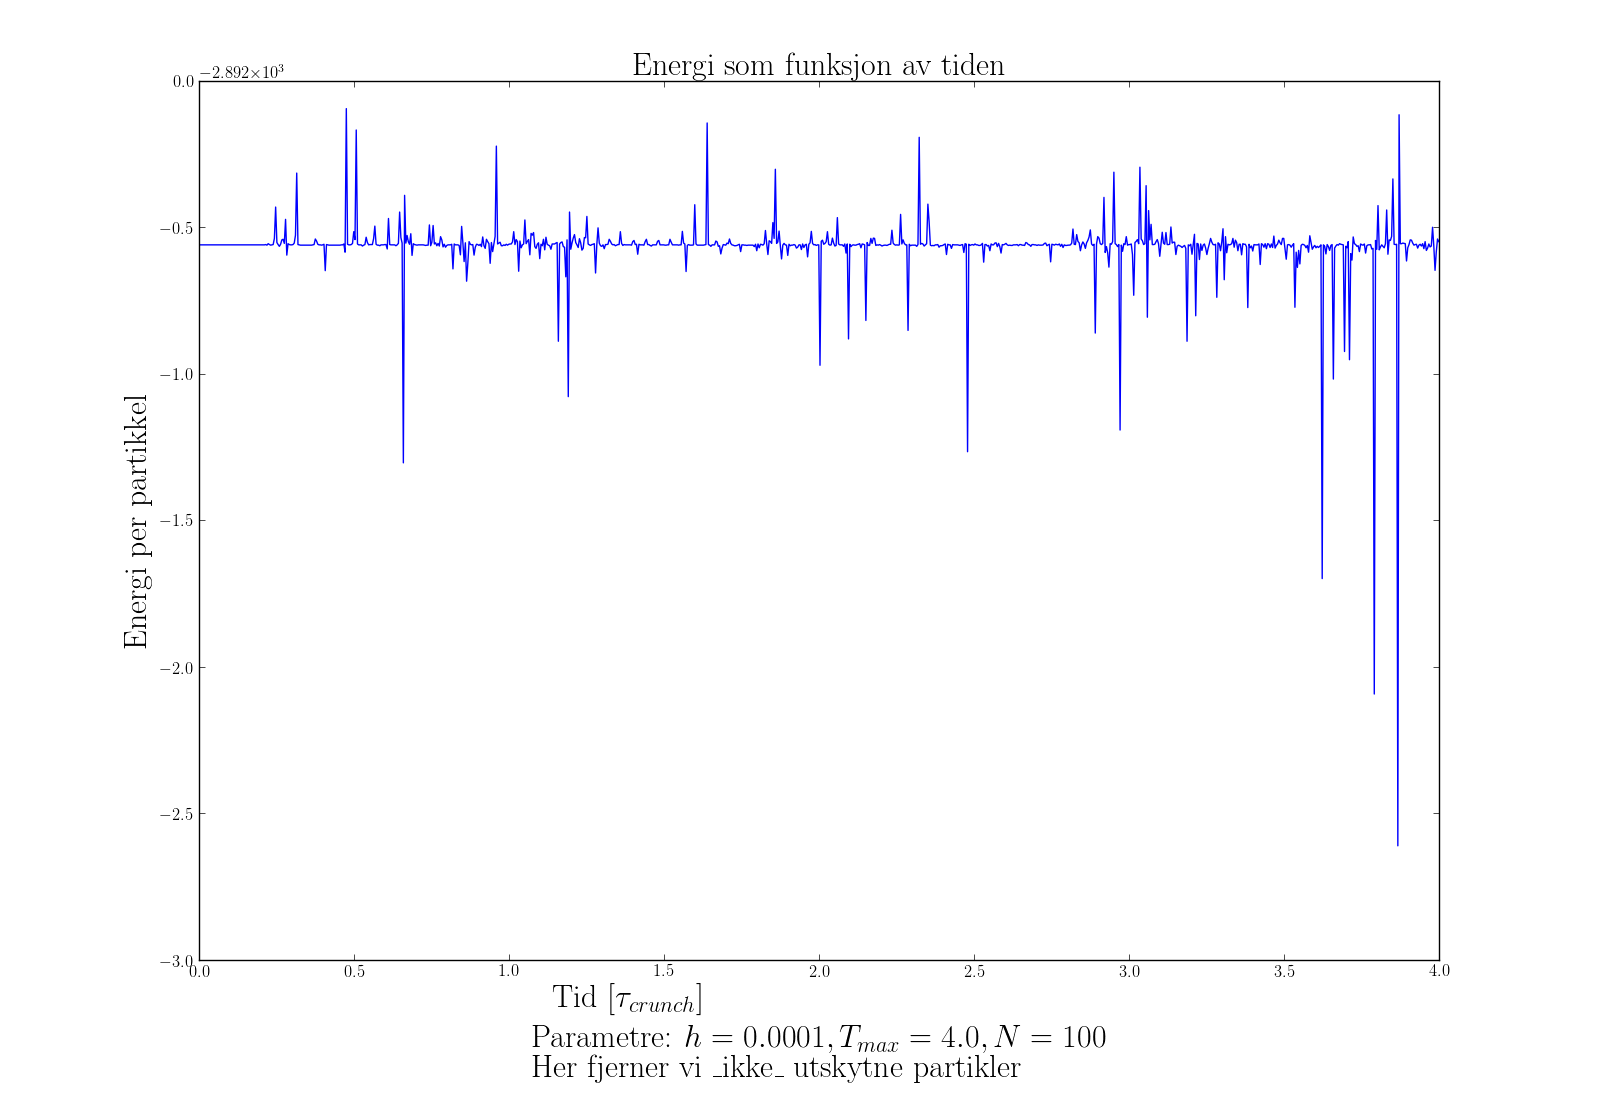 Energi som funksjon av tiden
−2.892×10³
0.0
−0.5
−1.0
−1.5
−2.0
−2.5
−3.0
Energi per partikkel
0.0 0.5 1.0 1.5 2.0 2.5 3.0 3.5 4.0
Tid [τ_crunch]
Parametre: h = 0.0001, T_max = 4.0, N = 100
Her fjerner vi _ikke_ utskytne partikler